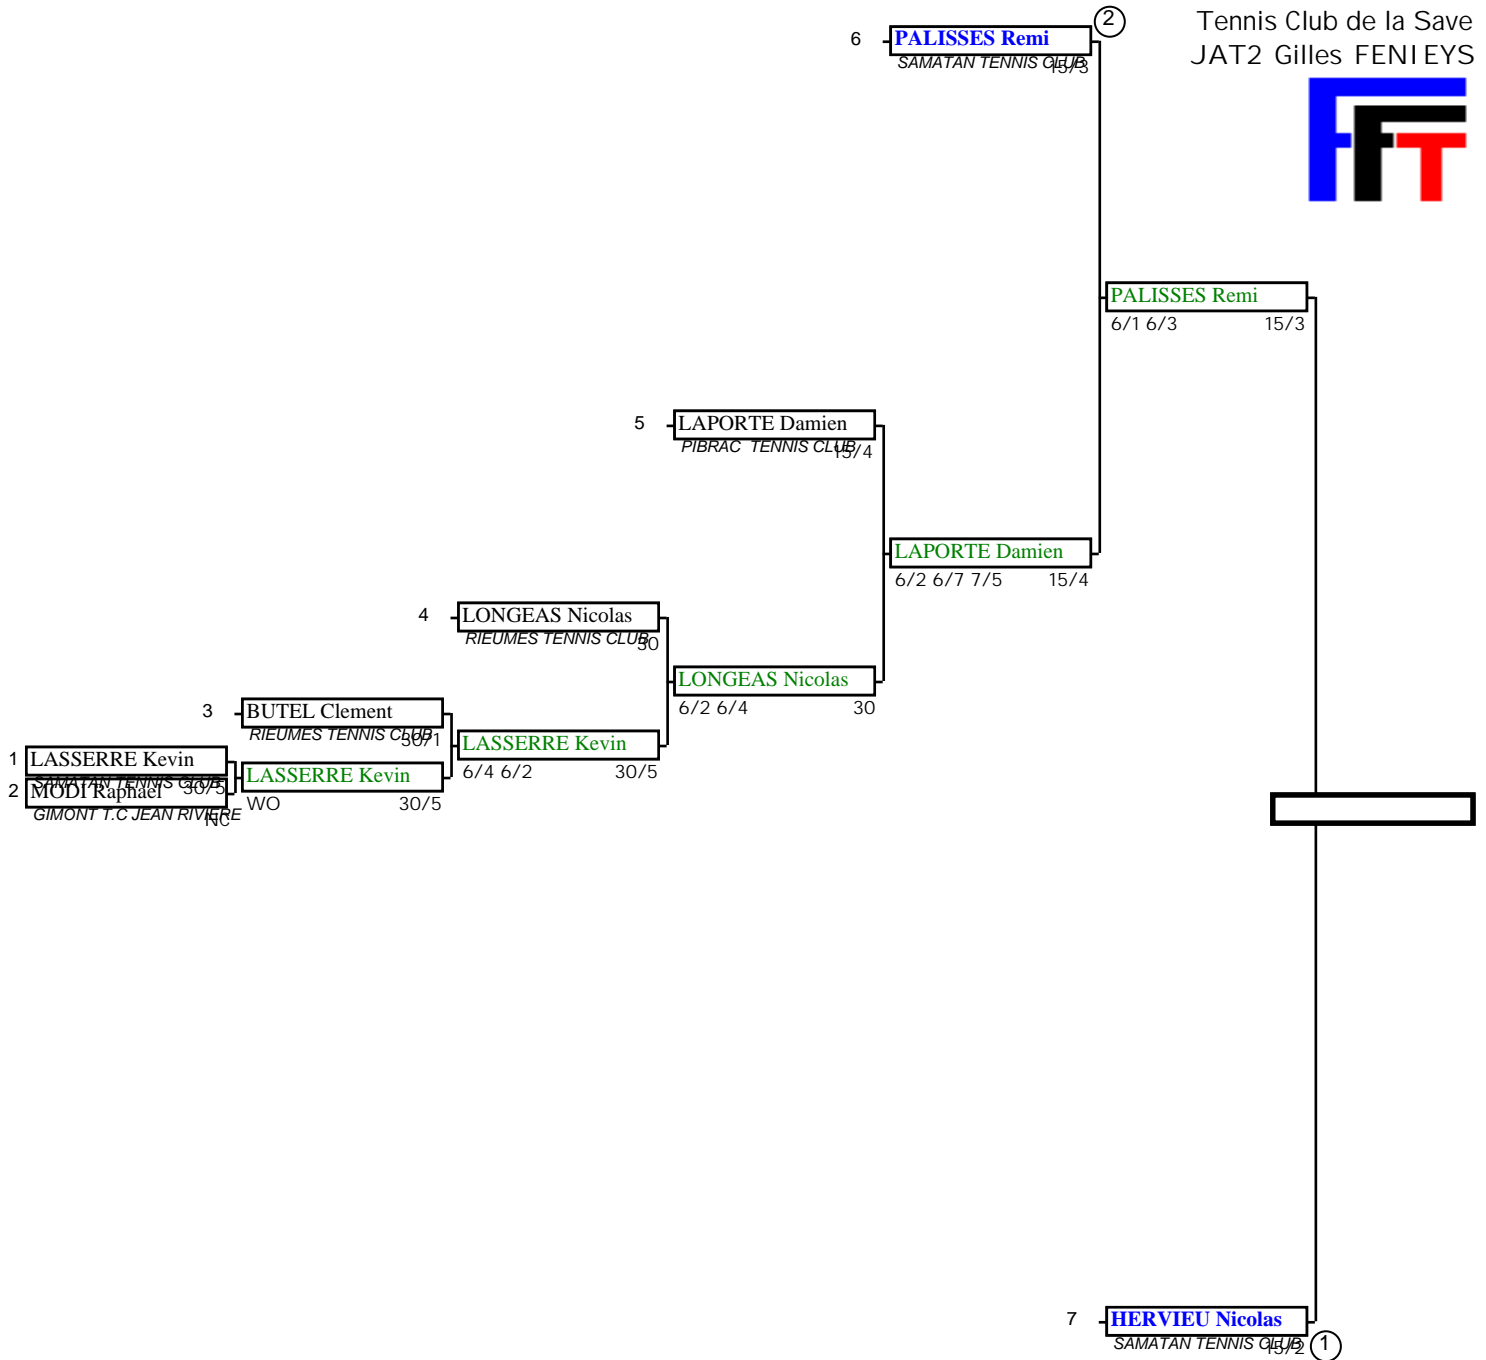 Tennis Club de la Save
JAT2 Gilles FENIEYS
FFT
6 PALISSES Remi 2
SAMATAN TENNIS CLUB 15/3
PALISSES Remi
6/1 6/3 15/3
5 LAPORTE Damien
PIBRAC TENNIS CLUB 15/4
LAPORTE Damien
6/2 6/7 7/5 15/4
4 LONGEAS Nicolas
RIEUMES TENNIS CLUB 30
LONGEAS Nicolas
6/2 6/4 30
3 BUTEL Clement
RIEUMES TENNIS CLUB 30/1
LASSERRE Kevin
6/4 6/2 30/5
1 LASSERRE Kevin
SAMATAN TENNIS CLUB 30/5
LASSERRE Kevin
WO 30/5
2 MODI Raphael
GIMONT T.C JEAN RIVIERE NC
7 HERVIEU Nicolas
SAMATAN TENNIS CLUB 15/2 1